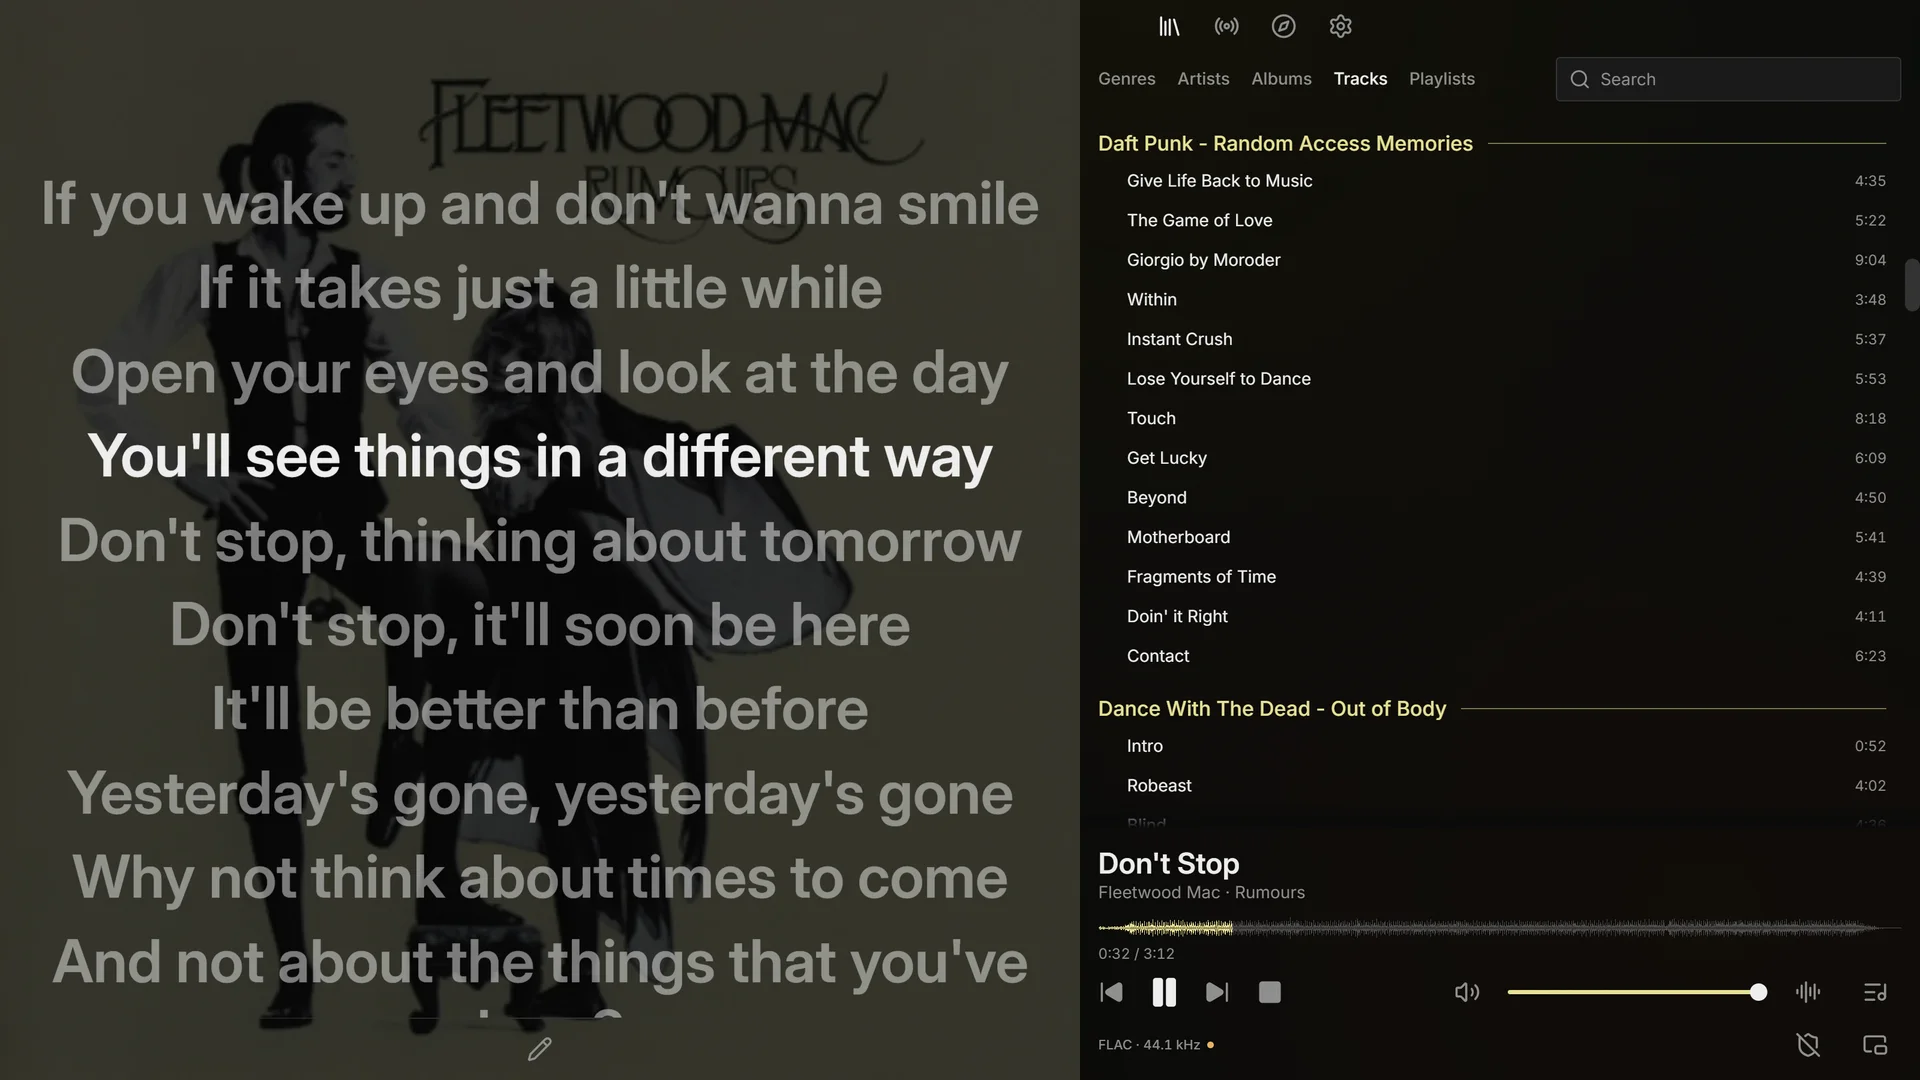 FLEETWOOD MAC
RUMOURS
If you wake up and don't wanna smile
If it takes just a little while
Open your eyes and look at the day
You'll see things in a different way
Don't stop, thinking about tomorrow
Don't stop, it'll soon be here
It'll be better than before
Yesterday's gone, yesterday's gone
Why not think about times to come
And not about the things that you've
Genres Artists Albums Tracks Playlists
Search
Daft Punk - Random Access Memories
Give Life Back to Music 4:35
The Game of Love 5:22
Giorgio by Moroder 9:04
Within 3:48
Instant Crush 5:37
Lose Yourself to Dance 5:53
Touch 8:18
Get Lucky 6:09
Beyond 4:50
Motherboard 5:41
Fragments of Time 4:39
Doin' it Right 4:11
Contact 6:23
Dance With The Dead - Out of Body
Intro 0:52
Robeast 4:02
Blind 4:36
Don't Stop
Fleetwood Mac · Rumours
0:32 / 3:12
FLAC · 44.1 kHz